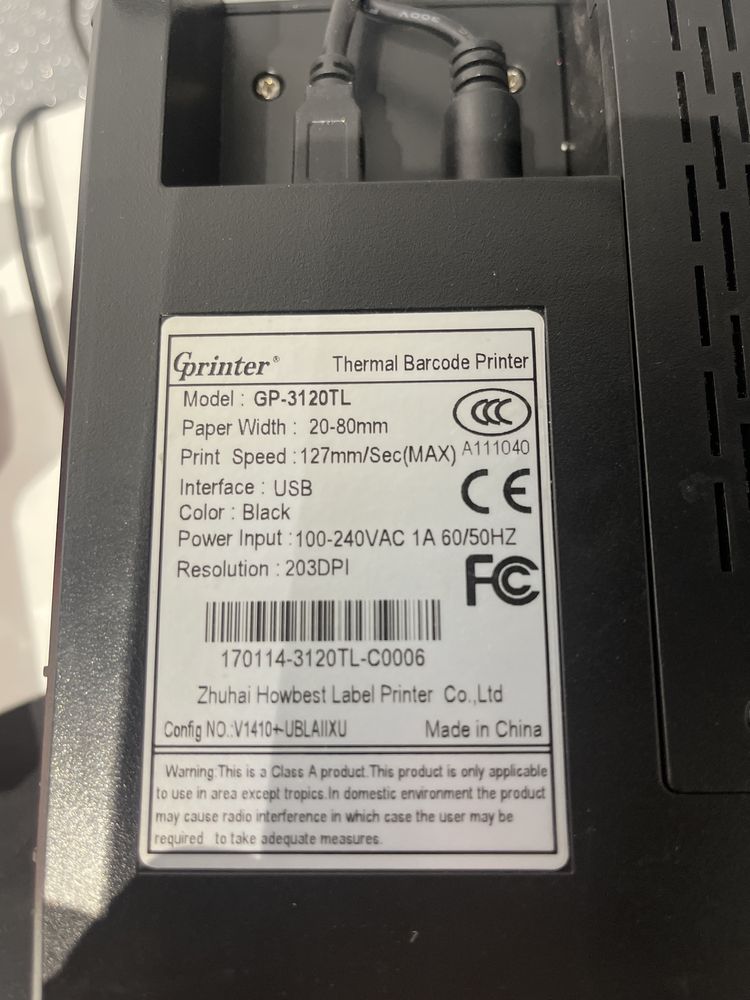 Gprinter® Thermal Barcode Printer
Model : GP-3120TL
Paper Width : 20-80mm
Print Speed : 127mm/Sec(MAX) A111040
Interface : USB
Color : Black
Power Input : 100-240VAC 1A 60/50HZ
Resolution : 203DPI
170114-3120TL-C0006
Zhuhai Howbest Label Printer Co.,Ltd
Config NO.:V1410+-UBLAIIXU Made in China
Warning:This is a Class A product.This product is only applicable
to use in area except tropics.In domestic environment the product
may cause radio interference in which case the user may be
required to take adequate measures.